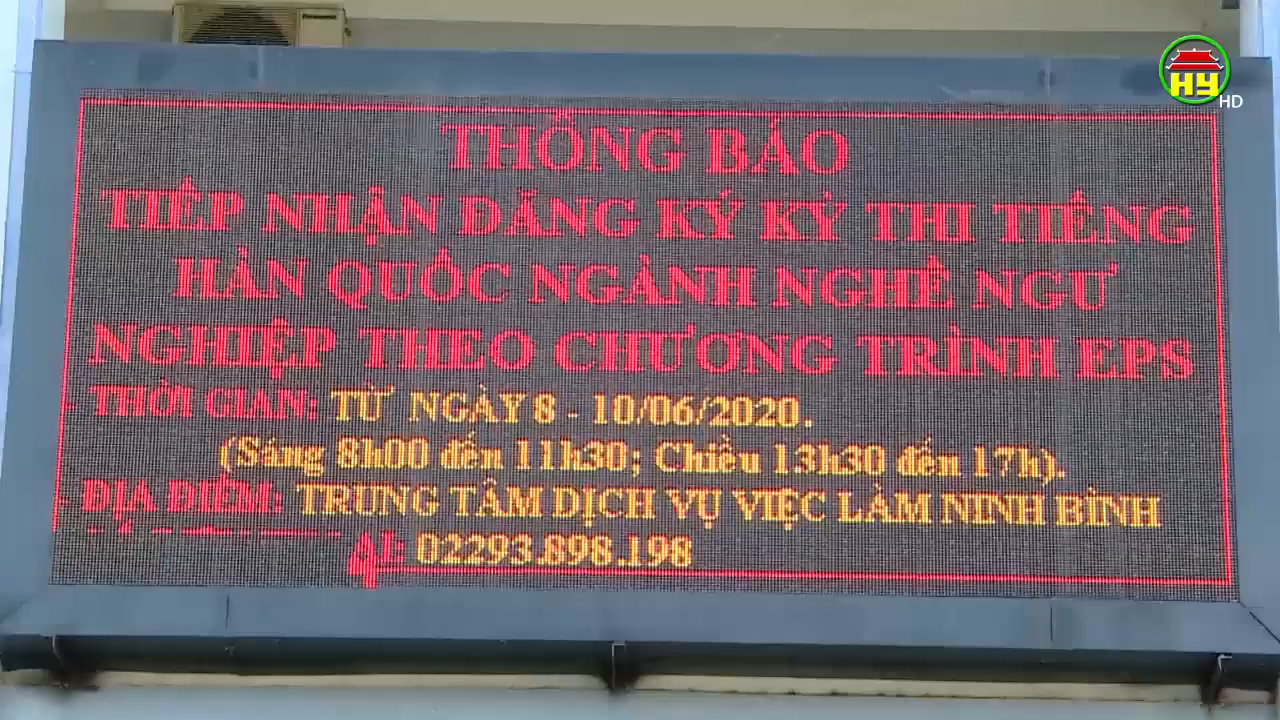 Panasonic
HY
HD
THÔNG BÁO
TIẾP NHẬN ĐĂNG KÝ KỲ THI TIẾNG
HÀN QUỐC NGÀNH NGHỀ NGƯ
NGHIỆP THEO CHƯƠNG TRÌNH EPS
- THỜI GIAN: TỪ NGÀY 8 - 10/06/2020.
(Sáng 8h00 đến 11h30; Chiều 13h30 đến 17h).
- ĐỊA ĐIỂM: TRUNG TÂM DỊCH VỤ VIỆC LÀM NINH BÌNH
02293.898.198